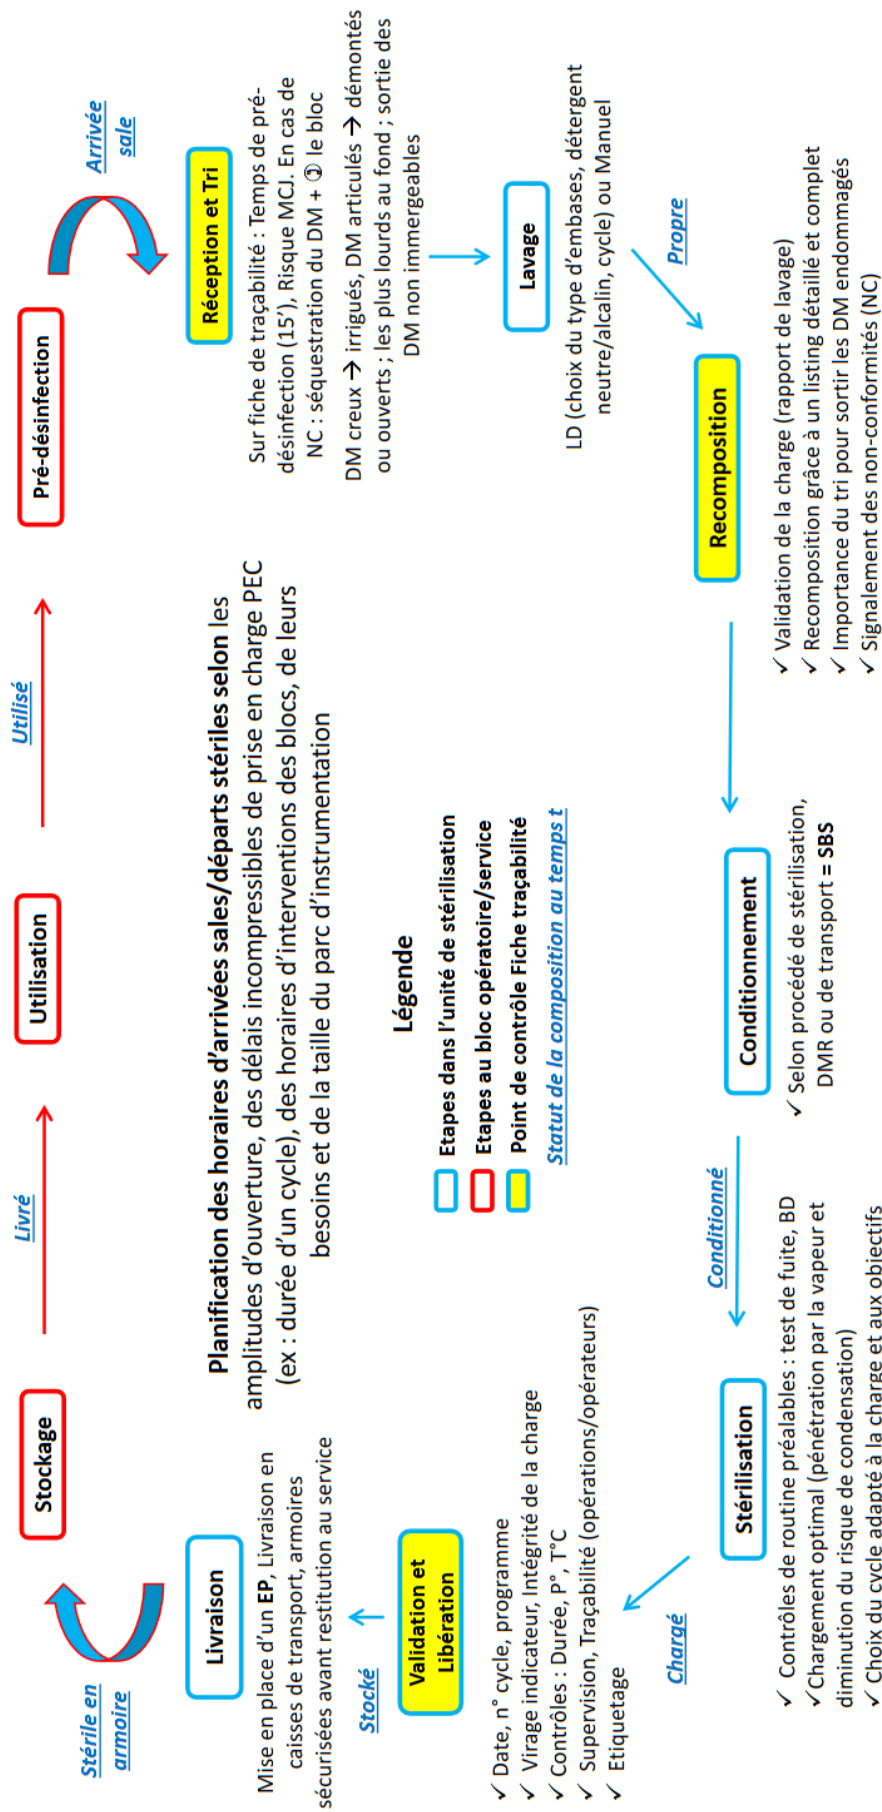 Stérile en
armoire
Stockage
Livré
Utilisation
Utilisé
Pré-désinfection
Arrivée
sale
Livraison
Mise en place d'un EP, Livraison en
caisses de transport, armoires
sécurisées avant restitution au service
Planification des horaires d'arrivées sales/départs stériles selon les
amplitudes d'ouverture, des délais incompressibles de prise en charge PEC
(ex : durée d'un cycle), des horaires d'interventions des blocs, de leurs
besoins et de la taille du parc d'instrumentation
Réception et Tri
Sur fiche de traçabilité : Temps de pré-
désinfection (15'), Risque MCJ. En cas de
NC : séquestration du DM + ✆ le bloc
DM creux → irrigués, DM articulés → démontés
ou ouverts ; les plus lourds au fond ; sortie des
DM non immergeables
Stocké
Validation et
Libération
✓ Date, n° cycle, programme
✓ Virage indicateur, Intégrité de la charge
✓ Contrôles : Durée, P°, T°C
✓ Supervision, Traçabilité (opérations/opérateurs)
✓ Etiquetage
Légende
Etapes dans l'unité de stérilisation
Etapes au bloc opératoire/service
Point de contrôle Fiche traçabilité
Statut de la composition au temps t
Lavage
LD (choix du type d'embases, détergent
neutre/alcalin, cycle) ou Manuel
Chargé
Conditionné
Propre
Stérilisation
✓ Contrôles de routine préalables : test de fuite, BD
✓ Chargement optimal (pénétration par la vapeur et
diminution du risque de condensation)
✓ Choix du cycle adapté à la charge et aux objectifs
Conditionnement
✓ Selon procédé de stérilisation,
DMR ou de transport = SBS
Recomposition
✓ Validation de la charge (rapport de lavage)
✓ Recomposition grâce à un listing détaillé et complet
✓ Importance du tri pour sortir les DM endommagés
✓ Signalement des non-conformités (NC)